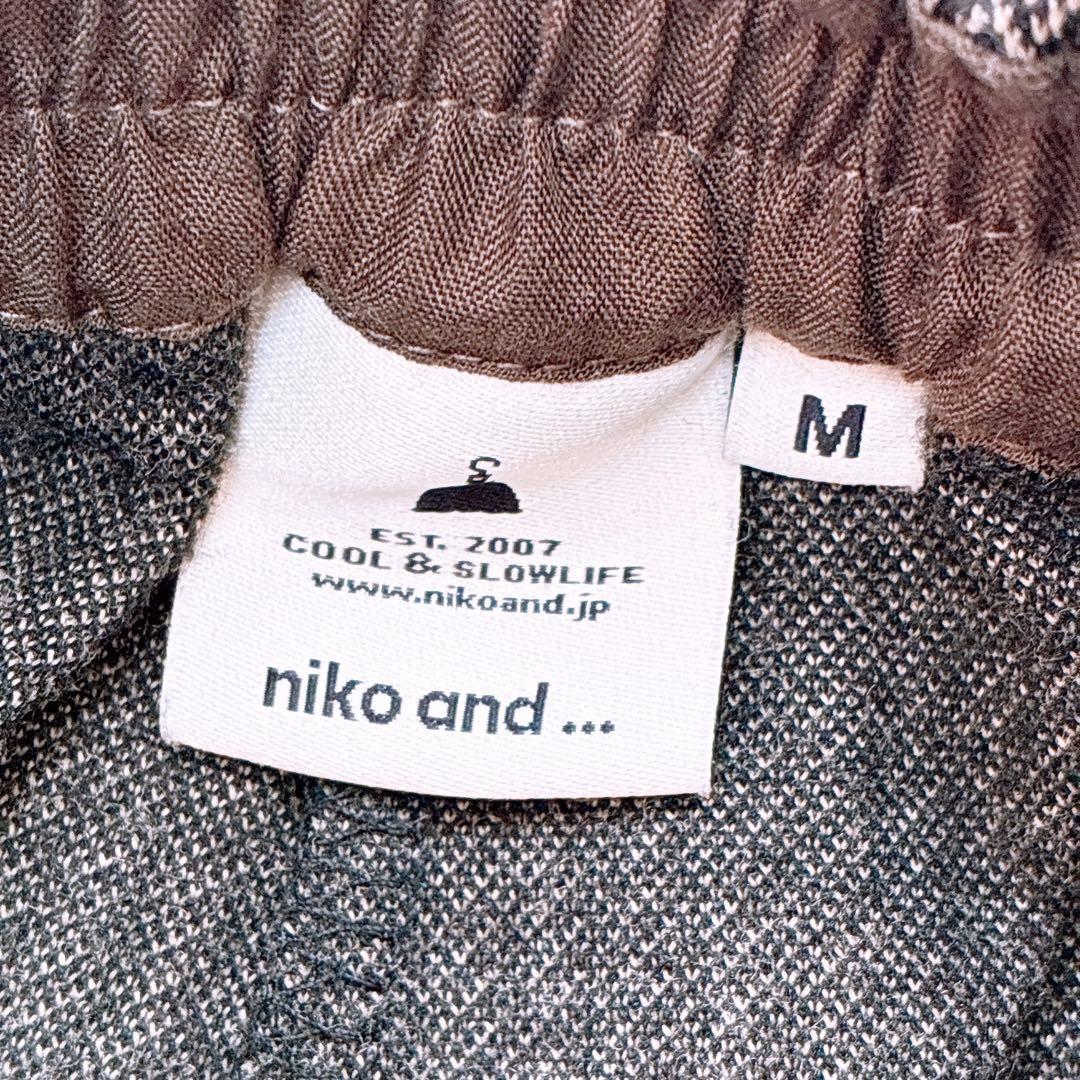 M
EST. 2007
COOL & SLOWLIFE
www.nikoand.jp
niko and ...